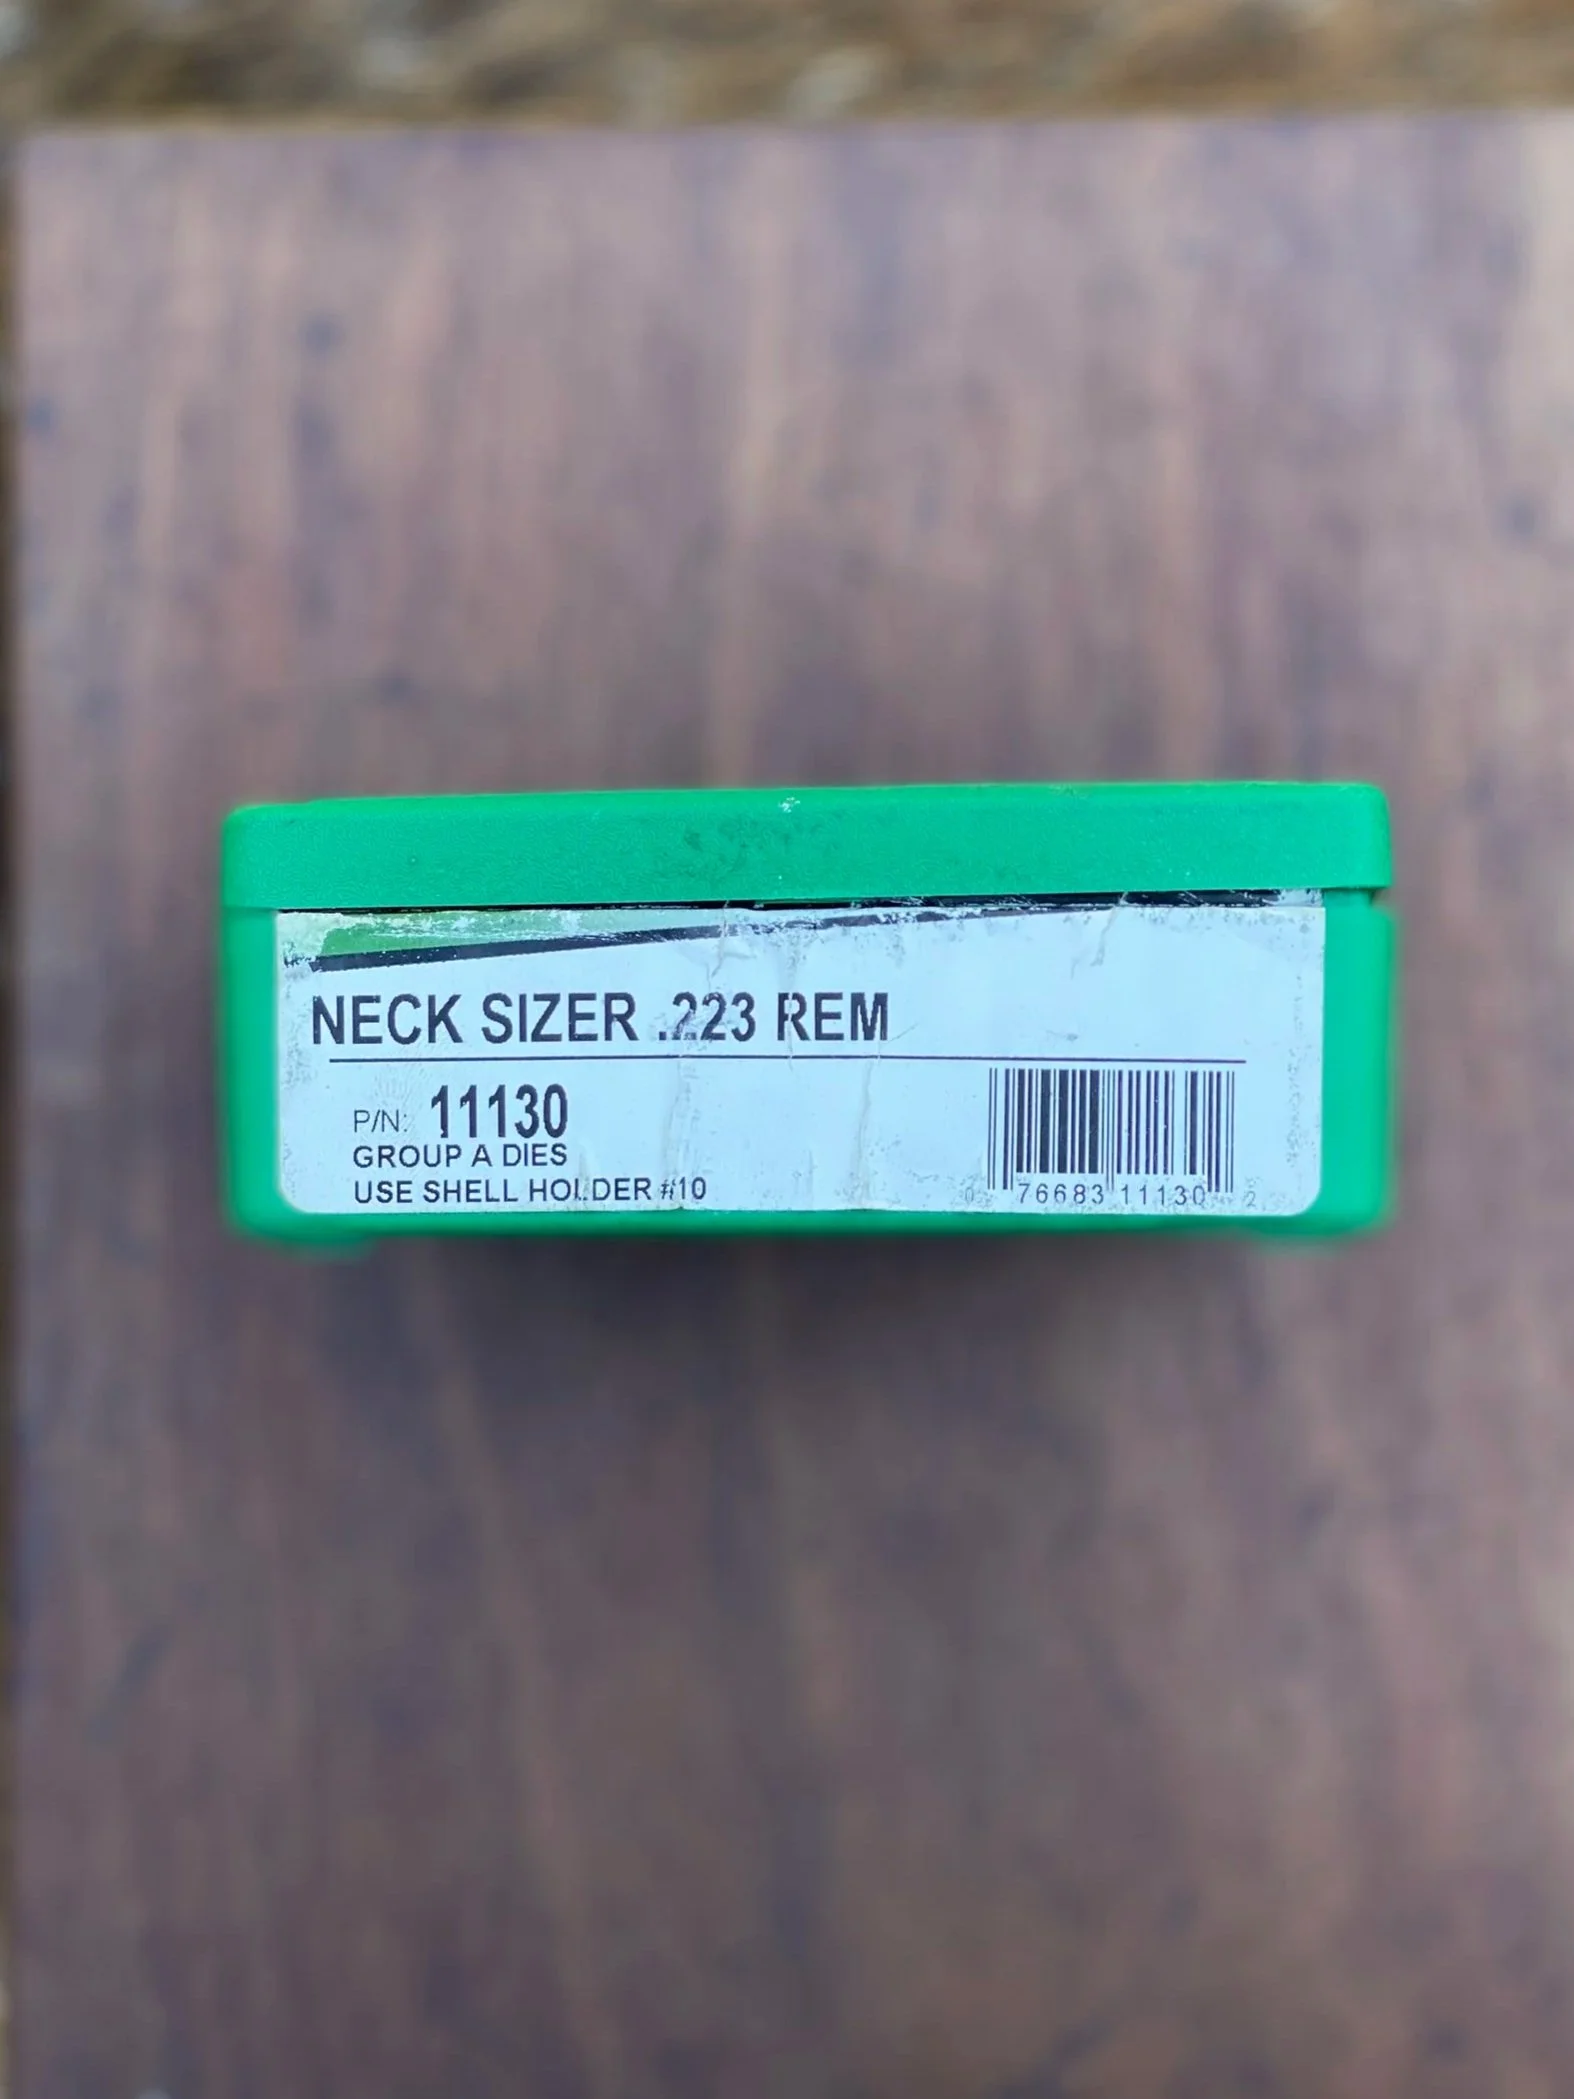 NECK SIZER .223 REM
P/N: 11130
GROUP A DIES
USE SHELL HOLDER #10
0 76683 11130 2